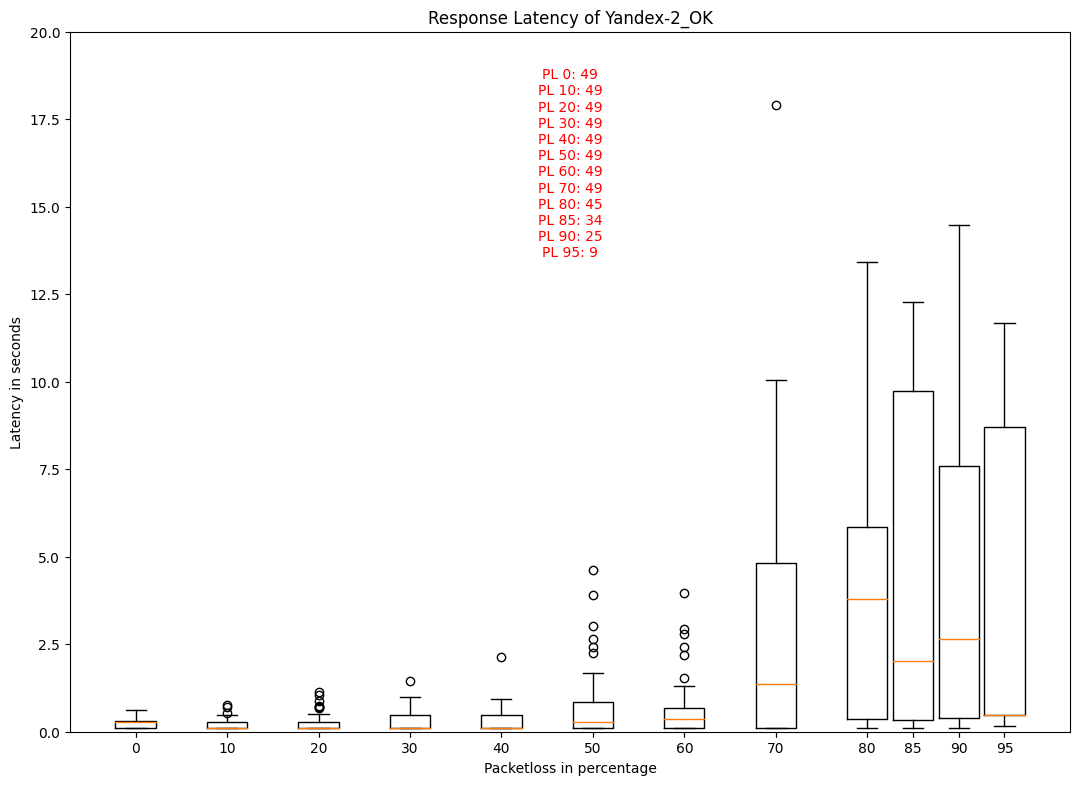 Response Latency of Yandex-2_OK
20.0
17.5
15.0
12.5
10.0
7.5
5.0
2.5
0.0
Latency in seconds
PL 0: 49
PL 10: 49
PL 20: 49
PL 30: 49
PL 40: 49
PL 50: 49
PL 60: 49
PL 70: 49
PL 80: 45
PL 85: 34
PL 90: 25
PL 95: 9
0 10 20 30 40 50 60 70 80 85 90 95
Packetloss in percentage